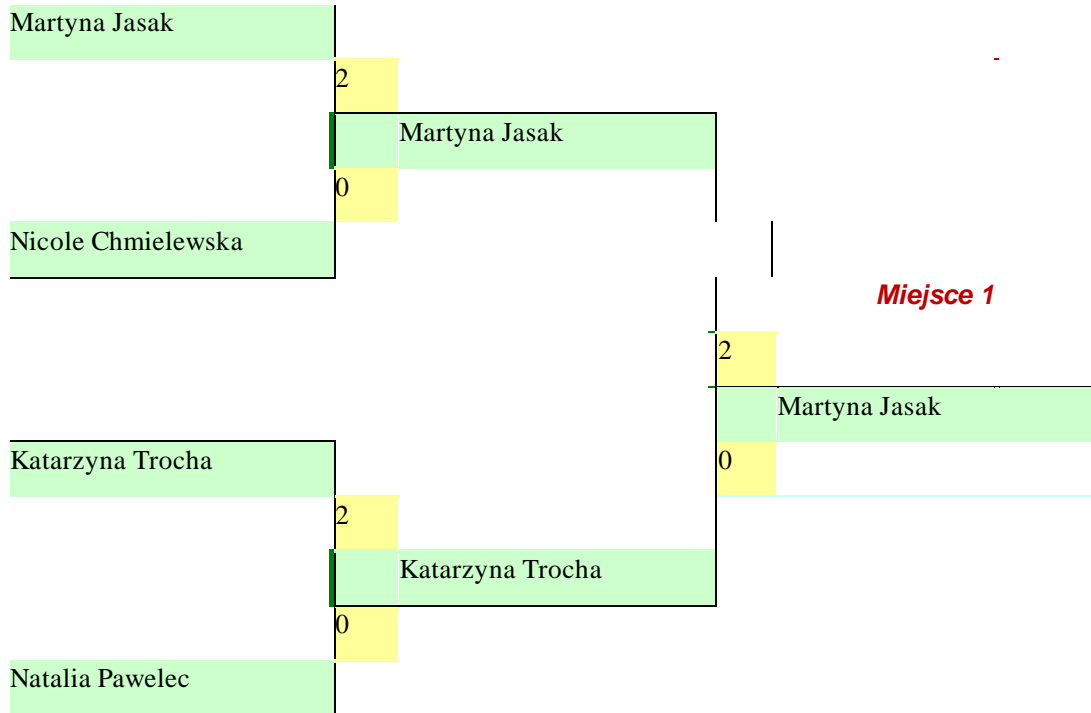 Martyna Jasak
2
Martyna Jasak
0
Nicole Chmielewska
Miejsce 1
2
Martyna Jasak
Katarzyna Trocha
0
2
Katarzyna Trocha
0
Natalia Pawelec